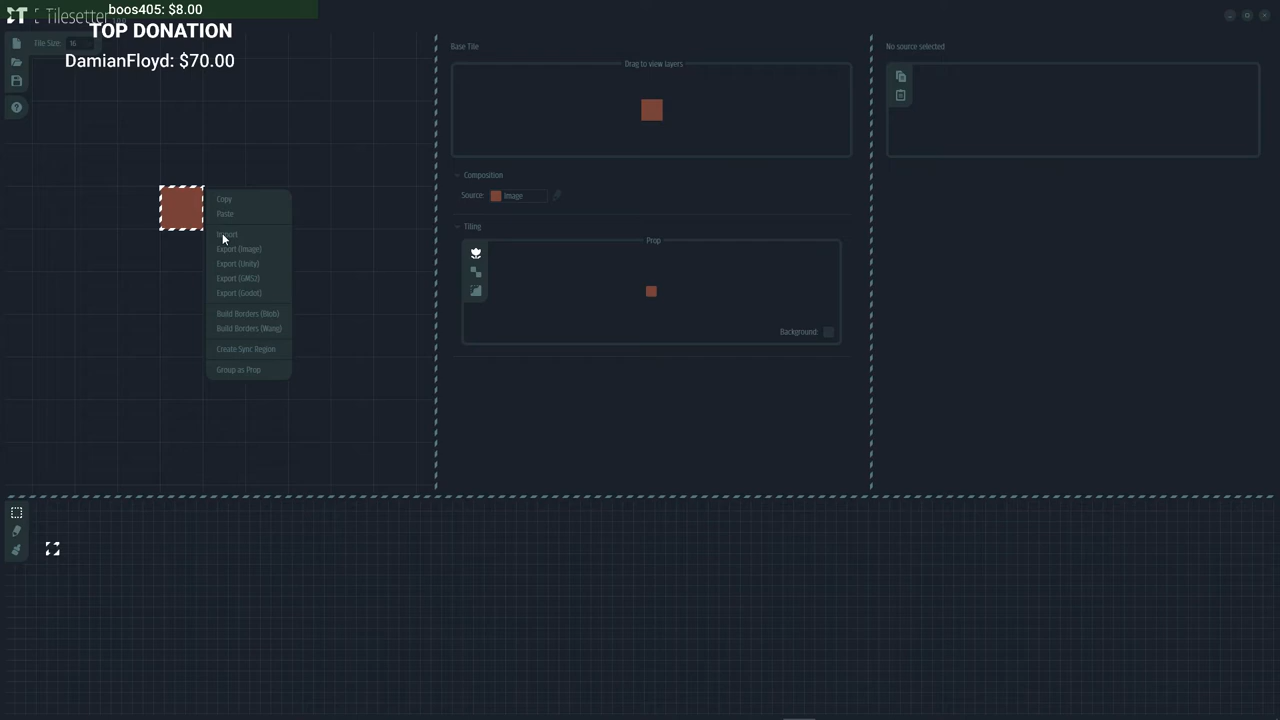 boos405: $8.00
Tilesetter
TOP DONATION
DamianFloyd: $70.00
Tile Size: 16
Base Tile
Drag to view layers
Composition
Source: Image
Tiling
Prop
Background:
No source selected
Copy
Paste
Import
Export (Image)
Export (Unity)
Export (GMS2)
Export (Godot)
Build Borders (Blob)
Build Borders (Wang)
Create Sync Region
Group as Prop